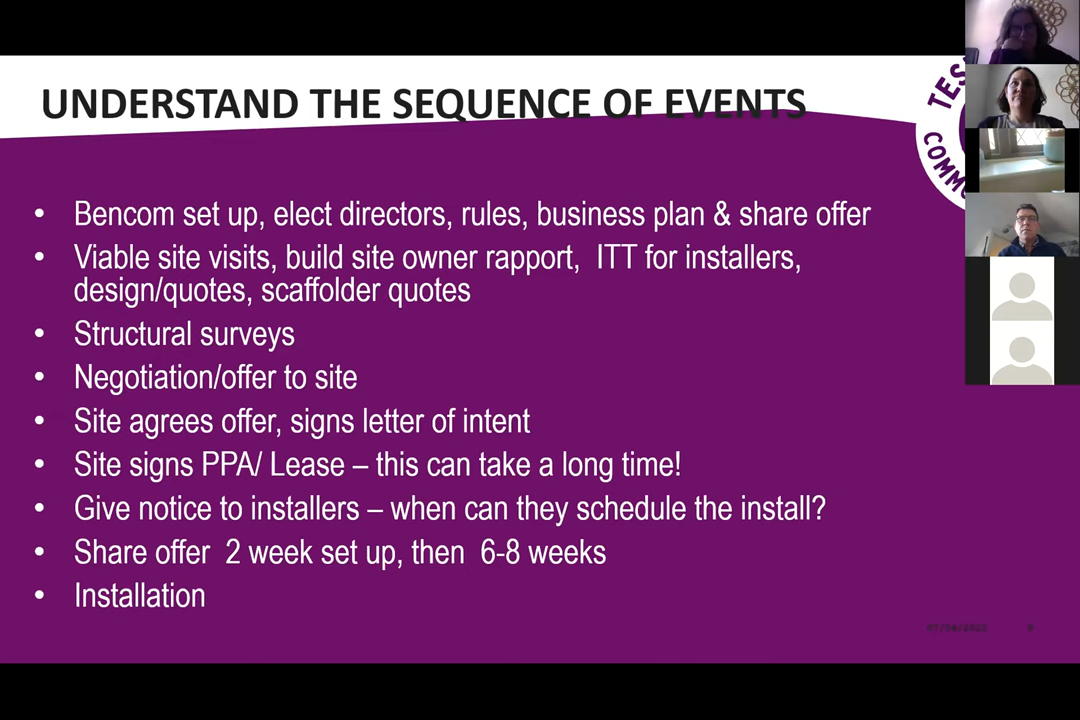 UNDERSTAND THE SEQUENCE OF EVENTS
• Bencom set up, elect directors, rules, business plan & share offer
• Viable site visits, build site owner rapport, ITT for installers,
design/quotes, scaffolder quotes
• Structural surveys
• Negotiation/offer to site
• Site agrees offer, signs letter of intent
• Site signs PPA/ Lease – this can take a long time!
• Give notice to installers – when can they schedule the install?
• Share offer 2 week set up, then 6-8 weeks
• Installation